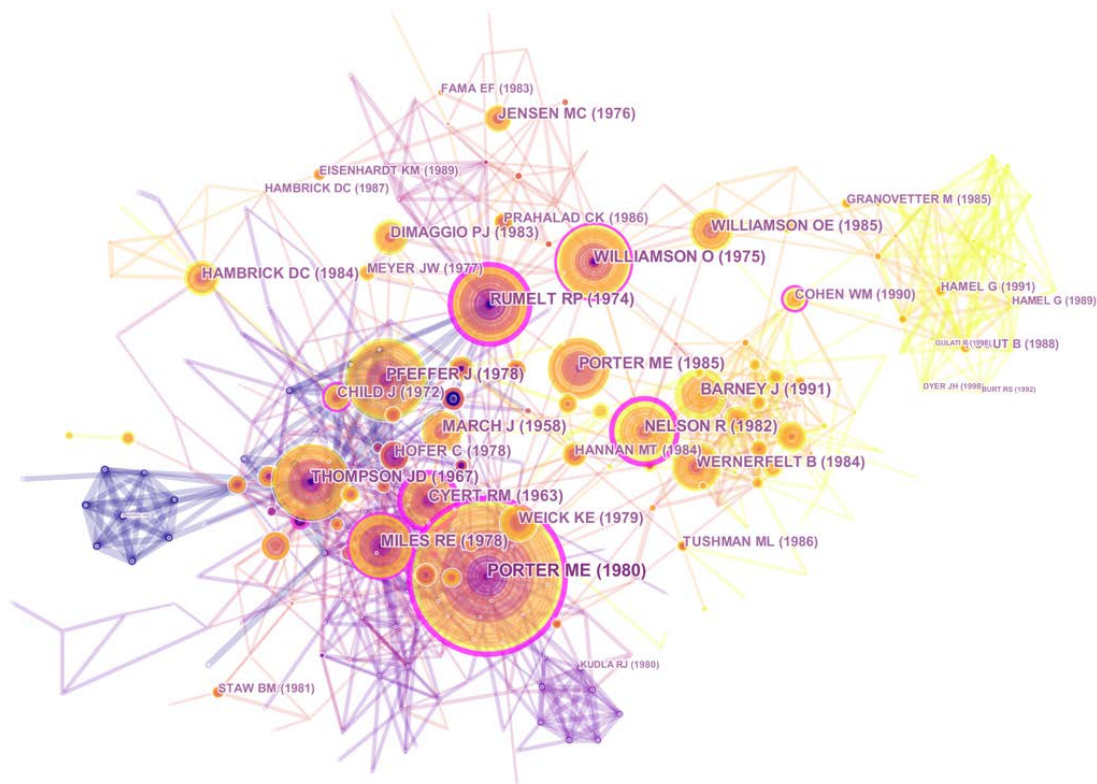 FAMA EF (1983)
JENSEN MC (1976)
EISENHARDT KM (1989)
HAMBRICK DC (1987)
GRANOVETTER M (1985)
PRAHALAD CK (1986)
WILLIAMSON OE (1985)
DIMAGGIO PJ (1983)
WILLIAMSON O (1975)
HAMBRICK DC (1984)
MEYER JW (1977)
HAMEL G (1991)
COHEN WM (1990)
HAMEL G (1989)
RUMELT RP (1974)
UT B (1988)
PORTER ME (1985)
PFEFFER J (1978)
DYER JH (1998)
BURT RS (1992)
CHILD J (1972)
BARNEY J (1991)
MARCH J (1958)
NELSON R (1982)
HOFER C (1978)
HANNAN MT (1984)
WERNERFELT B (1984)
THOMPSON JD (1967)
CYERT RM (1963)
WEICK KE (1979)
MILES RE (1978)
TUSHMAN ML (1986)
PORTER ME (1980)
KUDLA RJ (1980)
STAW BM (1981)